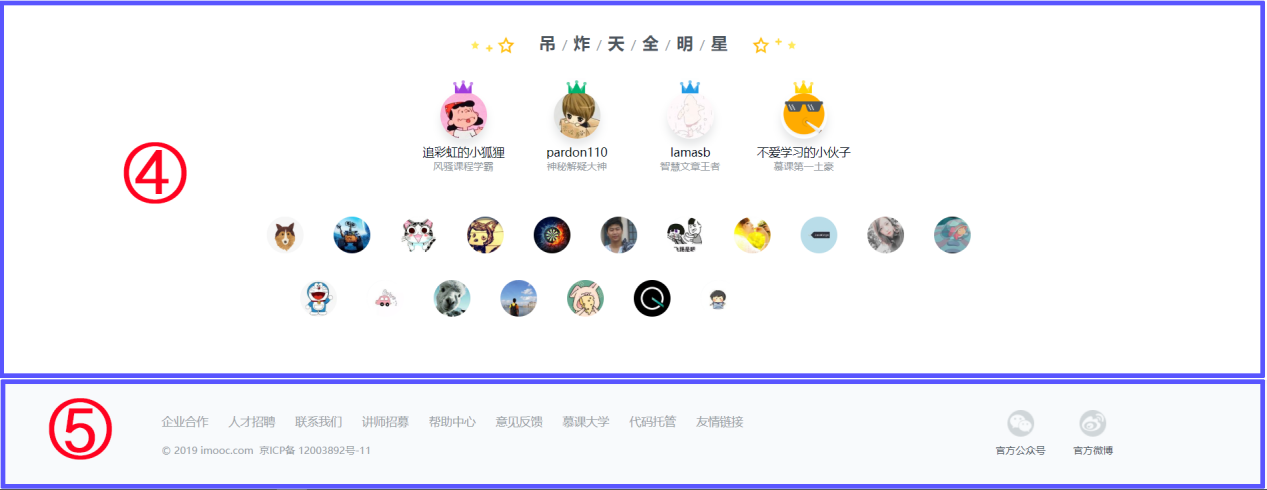 吊 / 炸 / 天 / 全 / 明 / 星
追彩虹的小狐狸 pardon110 lamasb 不爱学习的小伙子
风骚课程学霸 神秘解疑大神 智慧文章王者 慕课第一土豪
④
⑤
企业合作 人才招聘 联系我们 讲师招募 帮助中心 意见反馈 慕课大学 代码托管 友情链接
© 2019 imooc.com 京ICP备 12003892号-11
官方公众号 官方微博